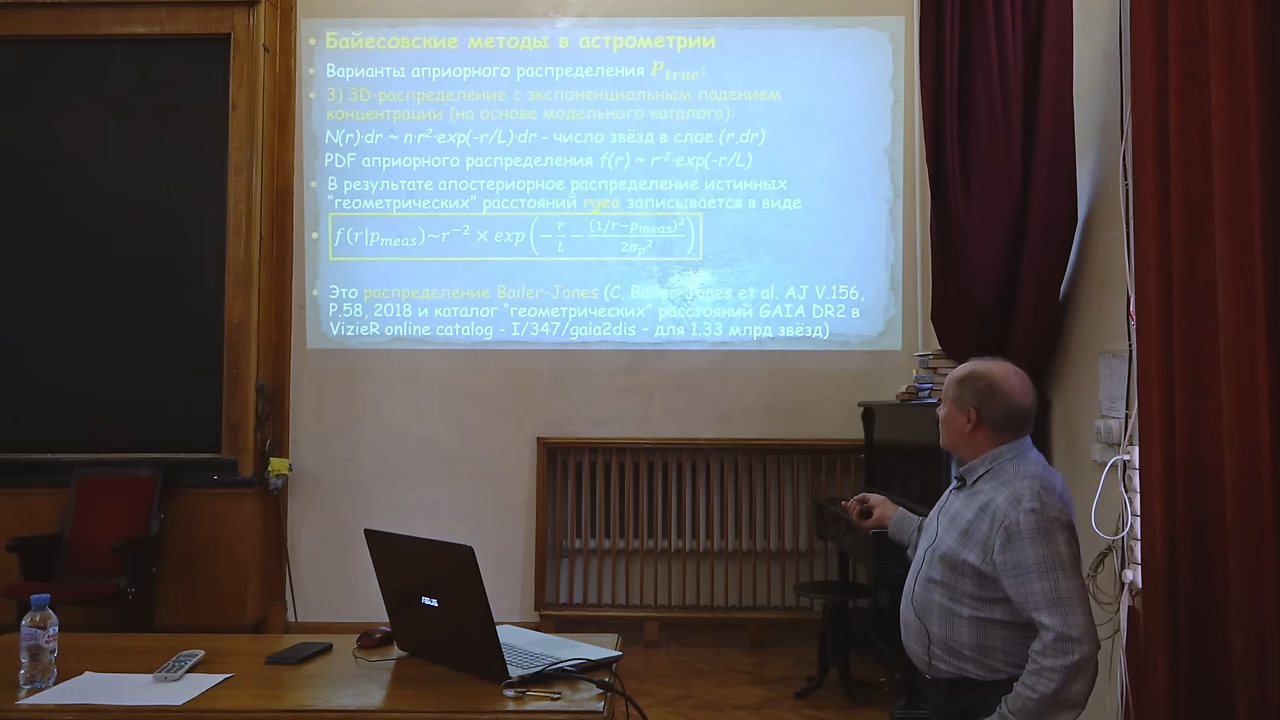 • Байесовские методы в астрометрии
• Варианты априорного распределения P_true:
• 3) 3D-распределение с экспоненциальным падением
концентрации (на основе модельного каталога):
N(r)·dr ~ n·r²·exp(-r/L)·dr – число звёзд в слое (r,dr)
PDF априорного распределения f(r) ~ r⁻²·exp(-r/L)
• В результате апостериорное распределение истинных
“геометрических” расстояний rgeo записывается в виде
• f(r|p_meas)~r⁻² × exp(−r/L − (1/r−p_meas)²/2σ_p²)
• Это распределение Bailer-Jones (C. Bailer-Jones et al. AJ V.156,
P.58, 2018 и каталог “геометрических” расстояний GAIA DR2 в
VizieR online catalog - I/347/gaia2dis – для 1.33 млрд звёзд)
ASUS